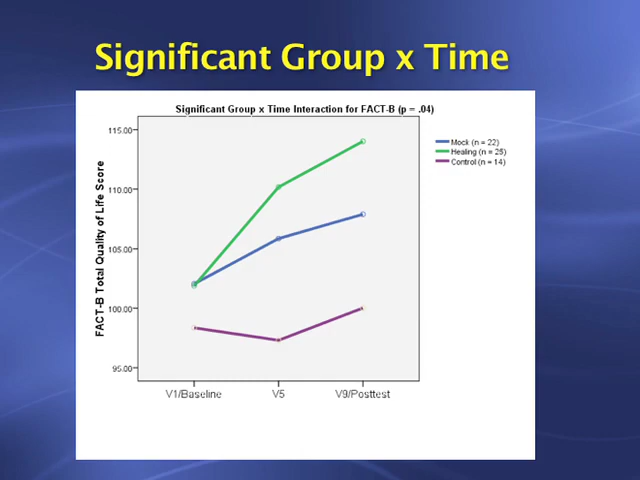 Significant Group x Time
Significant Group x Time Interaction for FACT-B (p = .04)
115.00
110.00
105.00
100.00
95.00
FACT-B Total Quality of Life Score
V1/Baseline
V5
V9/Posttest
Mock (n = 22)
Healing (n = 25)
Control (n = 14)